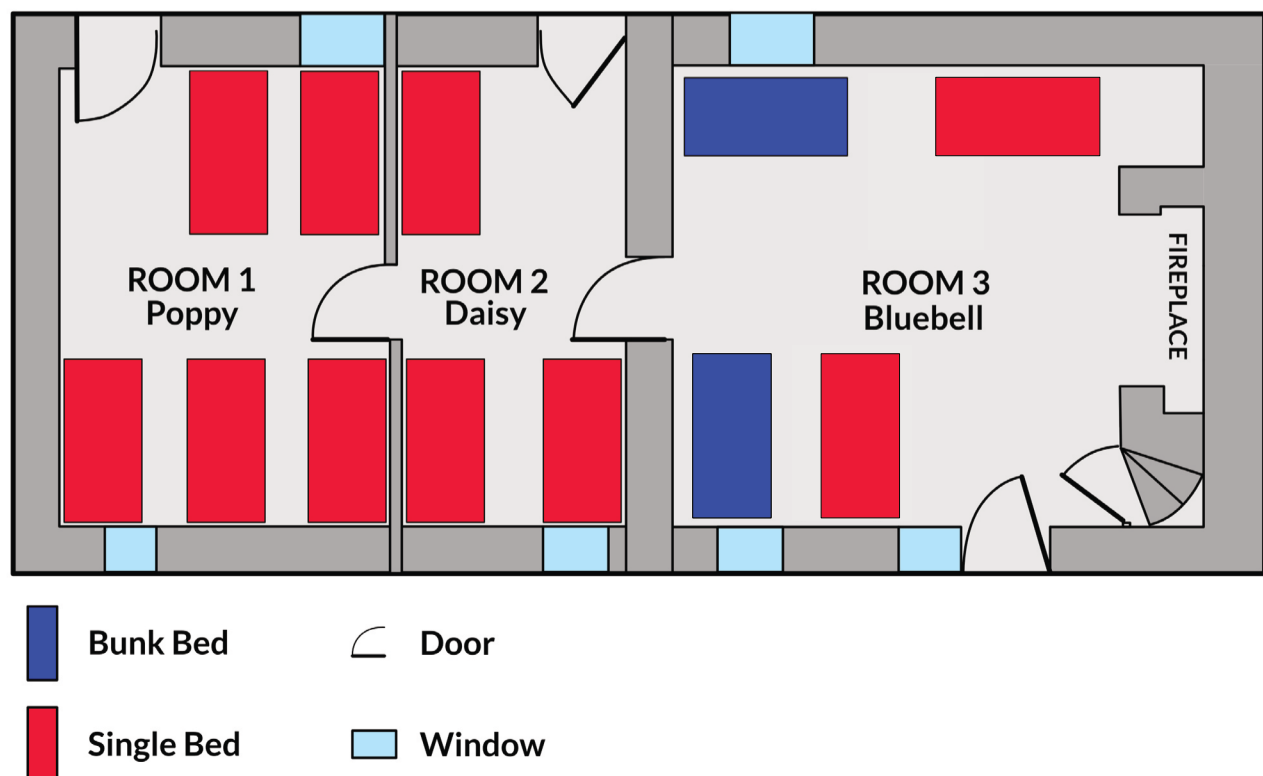 ROOM 1
Poppy
ROOM 2
Daisy
ROOM 3
Bluebell
FIREPLACE
Bunk Bed
Door
Single Bed
Window